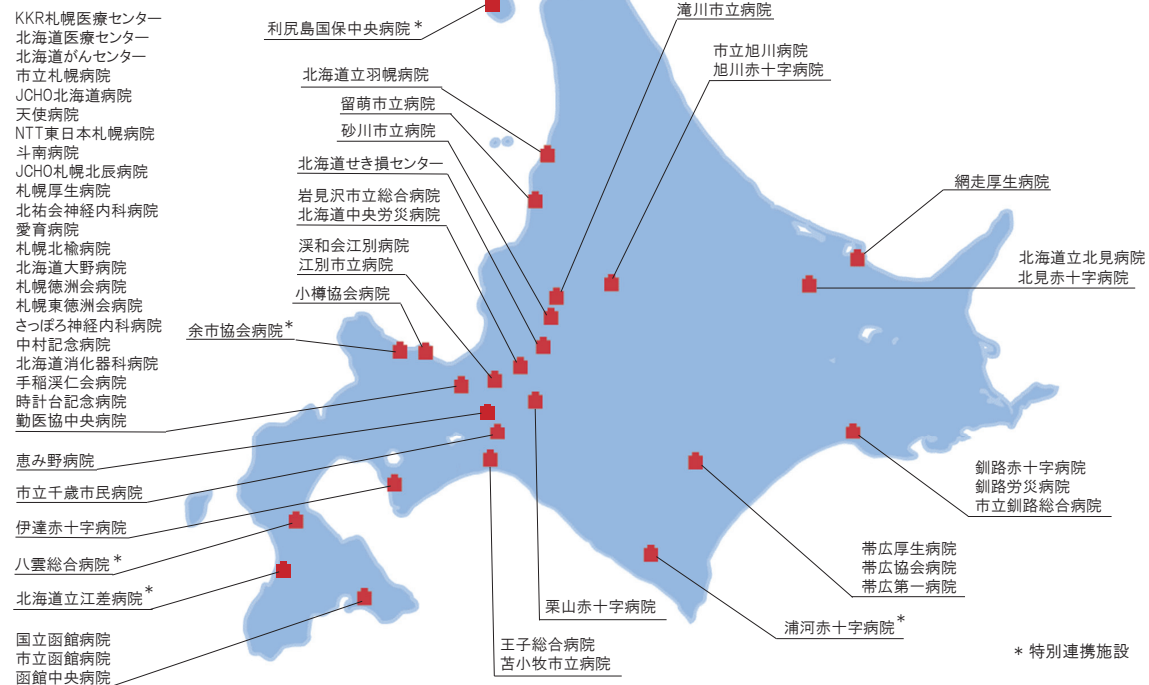 KKR札幌医療センター
北海道医療センター
北海道がんセンター
市立札幌病院
JCHO北海道病院
天使病院
NTT東日本札幌病院
斗南病院
JCHO札幌北辰病院
札幌厚生病院
北祐会神経内科病院
愛育病院
札幌北楡病院
北海道大野病院
札幌徳洲会病院
札幌東徳洲会病院
さっぽろ神経内科病院
中村記念病院
北海道消化器科病院
手稲渓仁会病院
時計台記念病院
勤医協中央病院
恵み野病院
市立千歳市民病院
伊達赤十字病院
八雲総合病院*
北海道立江差病院*
国立函館病院
市立函館病院
函館中央病院
利尻島国保中央病院*
北海道立羽幌病院
留萌市立病院
砂川市立病院
北海道せき損センター
岩見沢市立総合病院
北海道中央労災病院
渓和会江別病院
江別市立病院
小樽協会病院
余市協会病院*
滝川市立病院
市立旭川病院
旭川赤十字病院
網走厚生病院
北海道立北見病院
北見赤十字病院
釧路赤十字病院
釧路労災病院
市立釧路総合病院
帯広厚生病院
帯広協会病院
帯広第一病院
浦河赤十字病院*
栗山赤十字病院
王子総合病院
苫小牧市立病院
* 特別連携施設